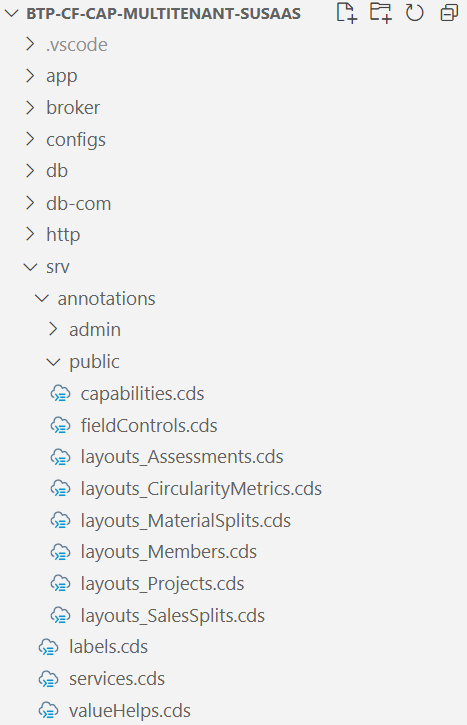 BTP-CF-CAP-MULTITENANT-SUSAAS
.vscode
app
broker
configs
db
db-com
http
srv
annotations
admin
public
capabilities.cds
fieldControls.cds
layouts_Assessments.cds
layouts_CircularityMetrics.cds
layouts_MaterialSplits.cds
layouts_Members.cds
layouts_Projects.cds
layouts_SalesSplits.cds
labels.cds
services.cds
valueHelps.cds